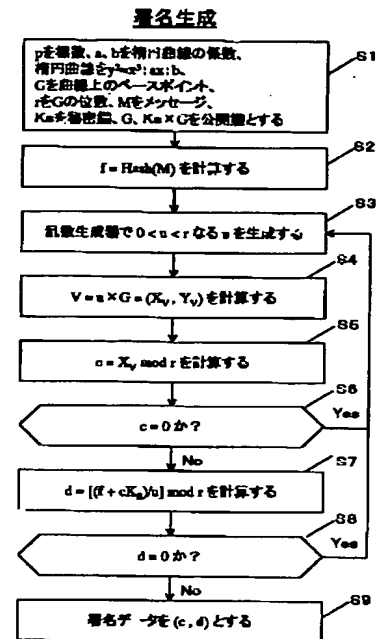 署名生成
S1
pを標数、a、bを楕円曲線の係数、
楕円曲線をy²=x³+ax+b、
Gを曲線上のベースポイント、
rをGの位数、Mをメッセージ、
Ksを秘密鍵、G、Ks×Gを公開鍵とする
S2
f=Hash(M)を計算する
S3
乱数生成器で0<u<rなるuを生成する
S4
V=u×G=(Xv, Yv)を計算する
S5
c=Xv mod rを計算する
S6
c=0か?
Yes
No
S7
d=[(f+cKs)/u] mod rを計算する
S8
d=0か?
Yes
No
S9
署名データを(c, d)とする